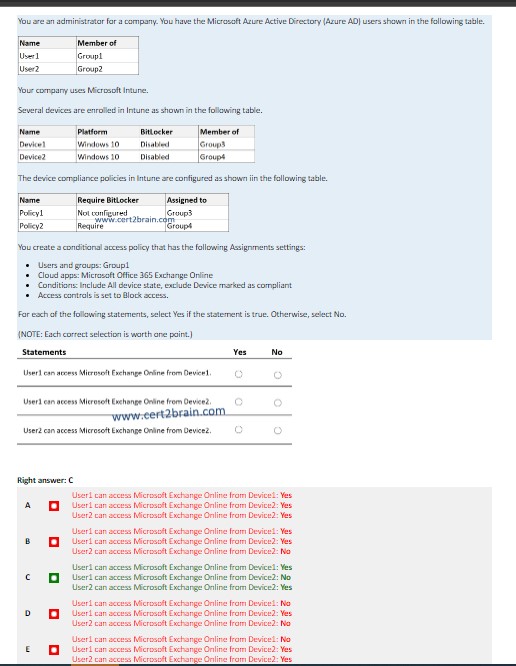 You are an administrator for a company. You have the Microsoft Azure Active Directory (Azure AD) users shown in the following table.
Name Member of
User1 Group1
User2 Group2
Your company uses Microsoft Intune.
Several devices are enrolled in Intune as shown in the following table.
Name Platform BitLocker Member of
Device1 Windows 10 Disabled Group3
Device2 Windows 10 Disabled Group4
The device compliance policies in Intune are configured as shown iin the following table.
Name Require BitLocker Assigned to
Policy1 Not configured Group3
www.cert2brain.com
Policy2 Require Group4
You create a conditional access policy that has the following Assignments settings:
• Users and groups: Group1
• Cloud apps: Microsoft Office 365 Exchange Online
• Conditions: Include All device state, exclude Device marked as compliant
• Access controls is set to Block access.
For each of the following statements, select Yes if the statement is true. Otherwise, select No.
(NOTE: Each correct selection is worth one point.)
Statements Yes No
User1 can access Microsoft Exchange Online from Device1.
User1 can access Microsoft Exchange Online from Device2.
www.cert2brain.com
User2 can access Microsoft Exchange Online from Device2.
Right answer: C
User1 can access Microsoft Exchange Online from Device1: Yes
A User1 can access Microsoft Exchange Online from Device2: Yes
User2 can access Microsoft Exchange Online from Device2: Yes
User1 can access Microsoft Exchange Online from Device1: Yes
B User1 can access Microsoft Exchange Online from Device2: Yes
User2 can access Microsoft Exchange Online from Device2: No
User1 can access Microsoft Exchange Online from Device1: Yes
C User1 can access Microsoft Exchange Online from Device2: No
User2 can access Microsoft Exchange Online from Device2: Yes
User1 can access Microsoft Exchange Online from Device1: No
D User1 can access Microsoft Exchange Online from Device2: Yes
User2 can access Microsoft Exchange Online from Device2: No
User1 can access Microsoft Exchange Online from Device1: No
E User1 can access Microsoft Exchange Online from Device2: Yes
User2 can access Microsoft Exchange Online from Device2: Yes